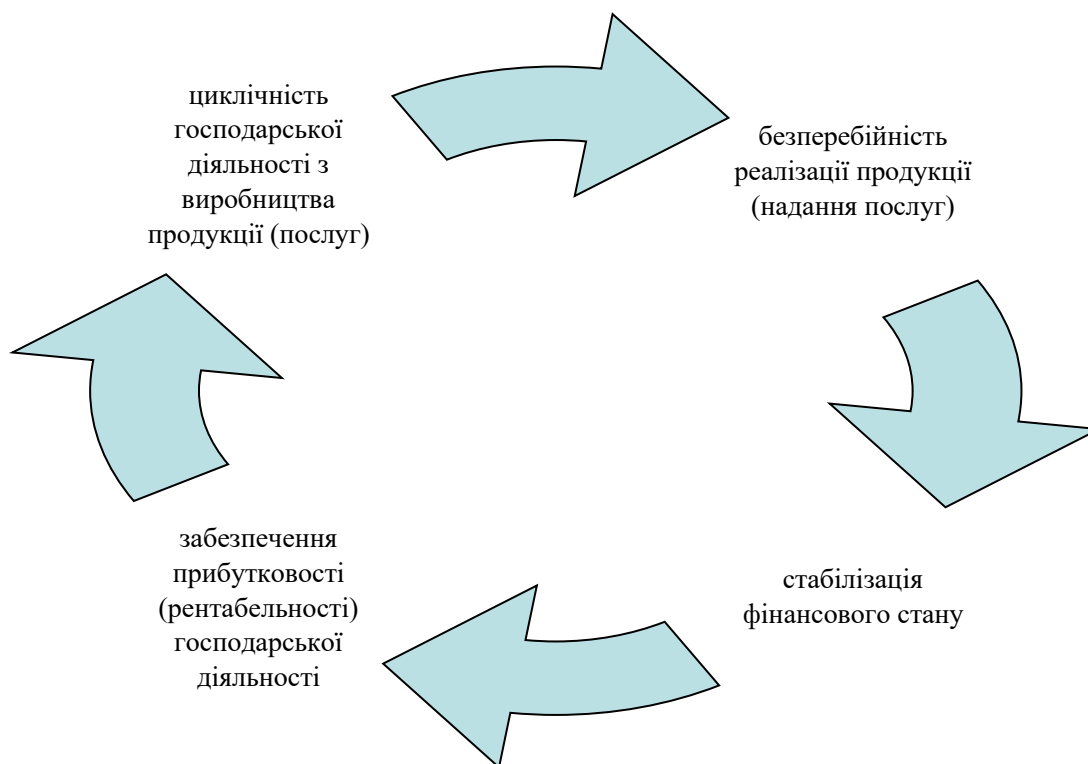 циклічність
господарської
діяльності з
виробництва
продукції (послуг)
безперебійність
реалізації продукції
(надання послуг)
стабілізація
фінансового стану
забезпечення
прибутковості
(рентабельності)
господарської
діяльності